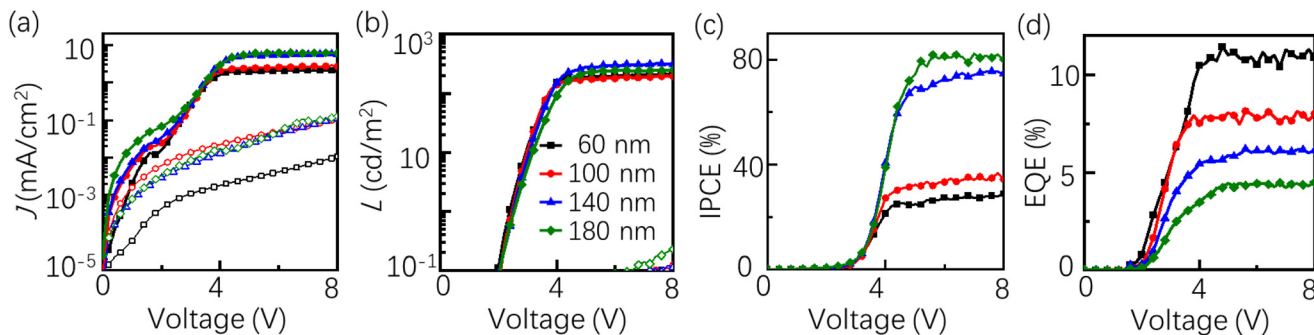 (a)
J (mA/cm²)
10¹
10⁻¹
10⁻³
10⁻⁵
0
4
8
Voltage (V)
(b)
L (cd/m²)
10³
10¹
10⁻¹
0
4
8
Voltage (V)
60 nm
100 nm
140 nm
180 nm
(c)
IPCE (%)
80
40
0
0
4
8
Voltage (V)
(d)
EQE (%)
10
5
0
0
4
8
Voltage (V)